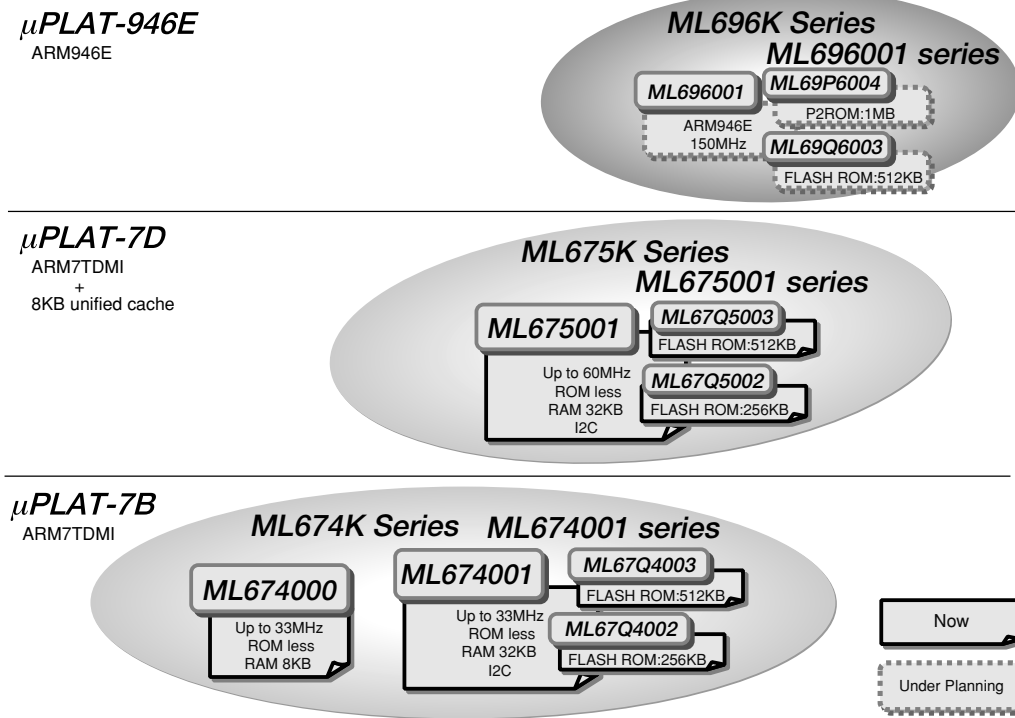 μPLAT-946E
ARM946E
ML696K Series
ML696001 series
ML696001
ARM946E
150MHz
ML69P6004
P2ROM:1MB
ML69Q6003
FLASH ROM:512KB
μPLAT-7D
ARM7TDMI
+
8KB unified cache
ML675K Series
ML675001 series
ML675001
Up to 60MHz
ROM less
RAM 32KB
I2C
ML67Q5003
FLASH ROM:512KB
ML67Q5002
FLASH ROM:256KB
μPLAT-7B
ARM7TDMI
ML674K Series
ML674001 series
ML674000
Up to 33MHz
ROM less
RAM 8KB
ML674001
Up to 33MHz
ROM less
RAM 32KB
I2C
ML67Q4003
FLASH ROM:512KB
ML67Q4002
FLASH ROM:256KB
Now
Under Planning